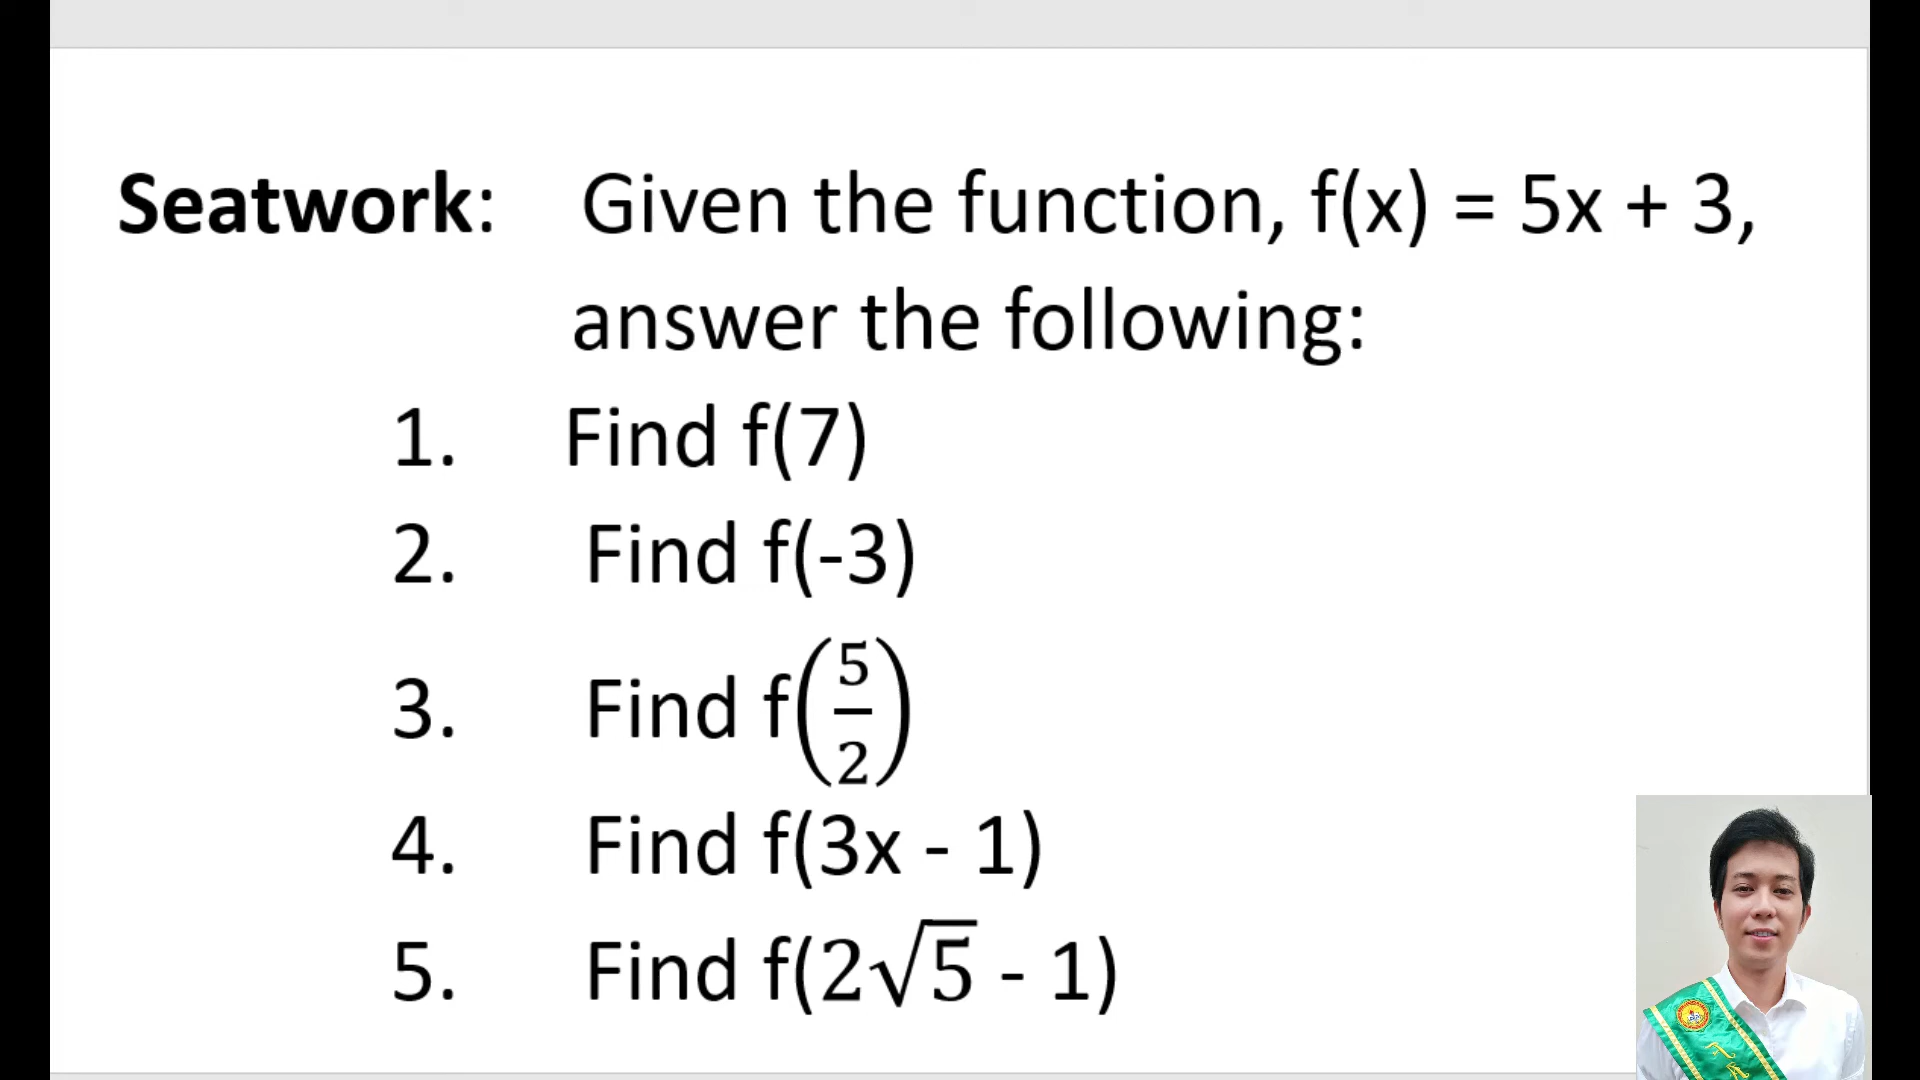 Seatwork: Given the function, f(x) = 5x + 3,
answer the following:
1. Find f(7)
2. Find f(-3)
3. Find f(5/2)
4. Find f(3x - 1)
5. Find f(2√5 - 1)